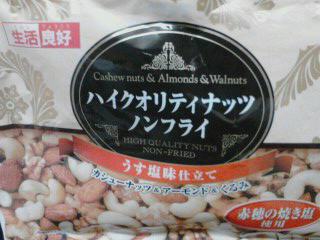 生活良好
Cashew nuts & Almonds & Walnuts
ハイクオリティナッツ
ノンフライ
HIGH QUALITY NUTS
NON-FRIED
うす塩味仕立て
カシューナッツ&アーモンド&くるみ
赤穂の焼き塩
使用